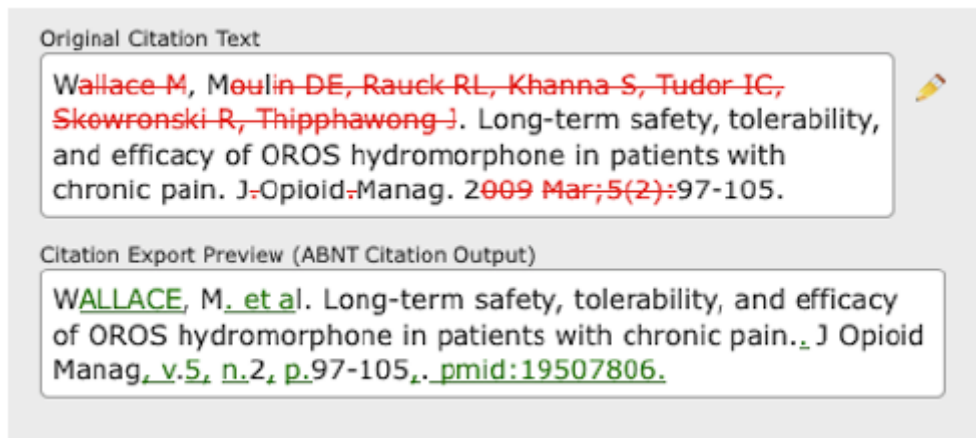 Original Citation Text
Wallace M, Moulin DE, Rauck RL, Khanna S, Tudor IC,
Skowronski R, Thipphawong J. Long-term safety, tolerability,
and efficacy of OROS hydromorphone in patients with
chronic pain. J.Opioid.Manag. 2009 Mar;5(2):97-105.
Citation Export Preview (ABNT Citation Output)
WALLACE, M. et al. Long-term safety, tolerability, and efficacy
of OROS hydromorphone in patients with chronic pain.. J Opioid
Manag, v.5, n.2, p.97-105,. pmid:19507806.